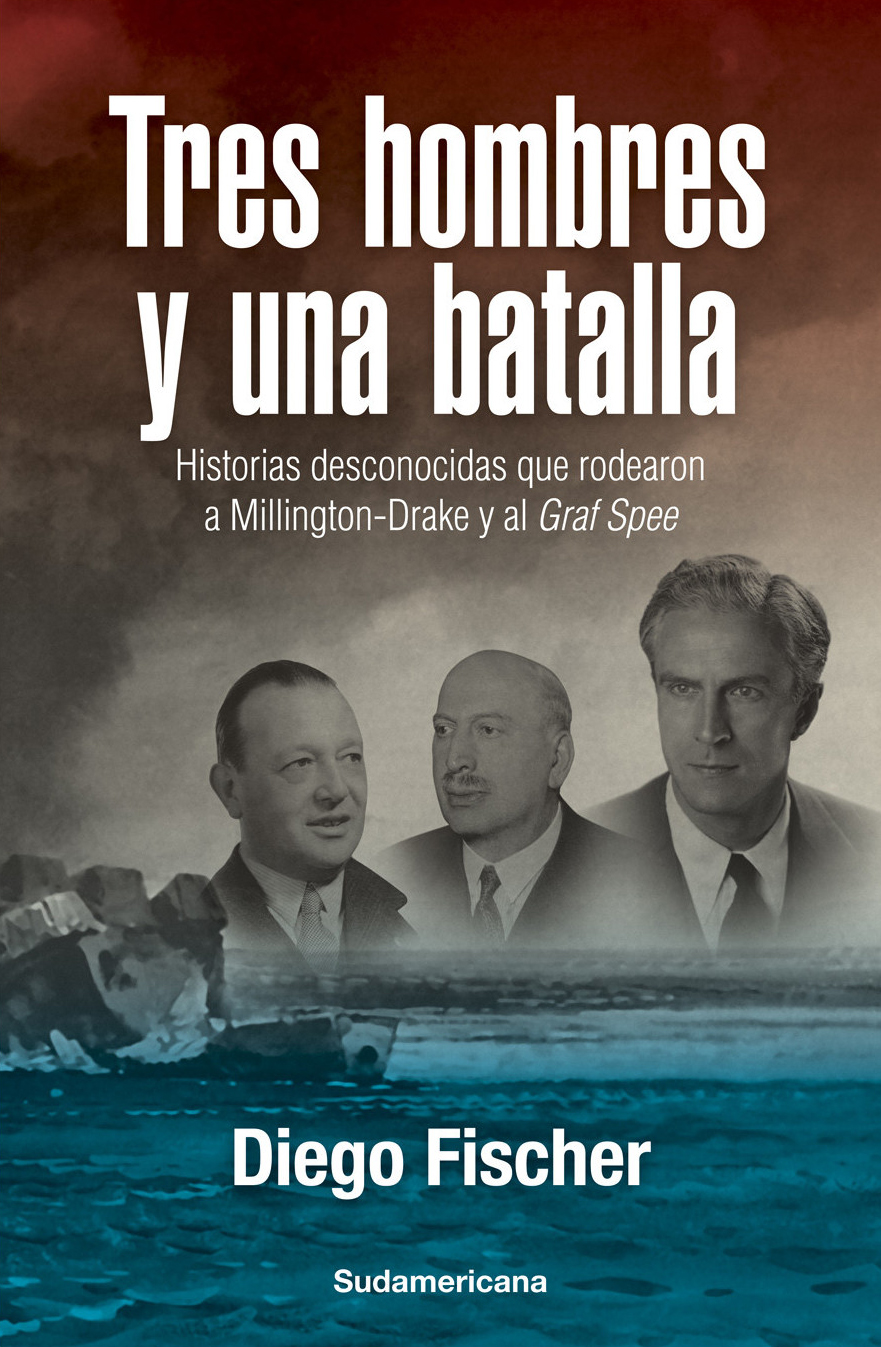 Tres hombres
y una batalla
Historias desconocidas que rodearon
a Millington-Drake y al Graf Spee
Diego Fischer
Sudamericana